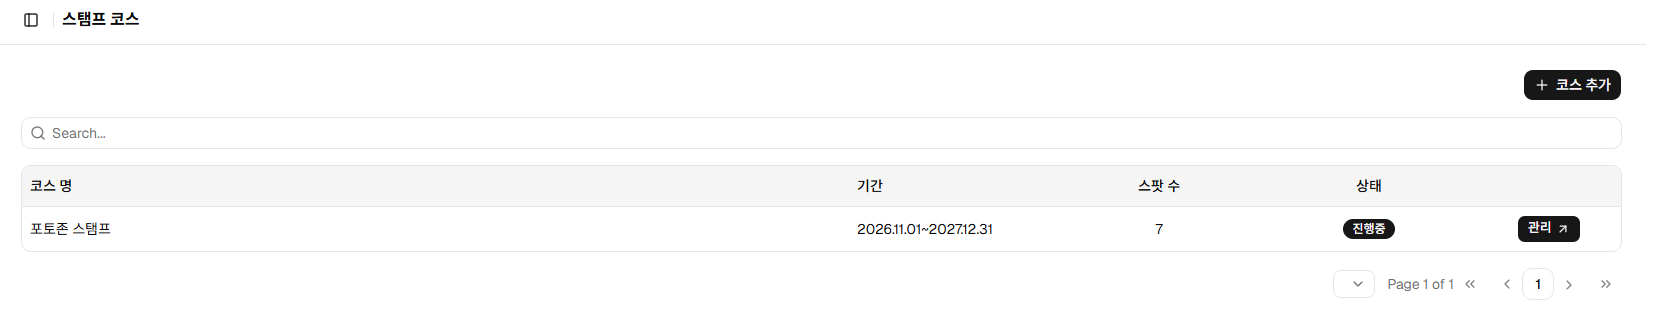 스탬프 코스
코스 추가
Search...
코스 명 기간 스팟 수 상태
포토존 스탬프 2026.11.01~2027.12.31 7 진행중 관리
Page 1 of 1 1